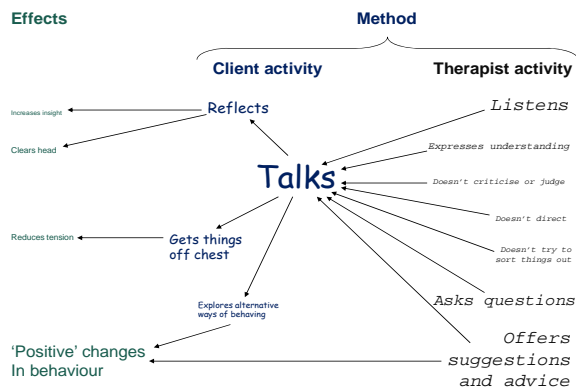 Effects
Method
Client activity
Therapist activity
Increases insight
Reflects
Listens
Clears head
Expresses understanding
Talks
Doesn't criticise or judge
Doesn't direct
Reduces tension
Gets things
off chest
Doesn't try to
sort things out
Explores alternative
ways of behaving
Asks questions
'Positive' changes
In behaviour
Offers
suggestions
and advice